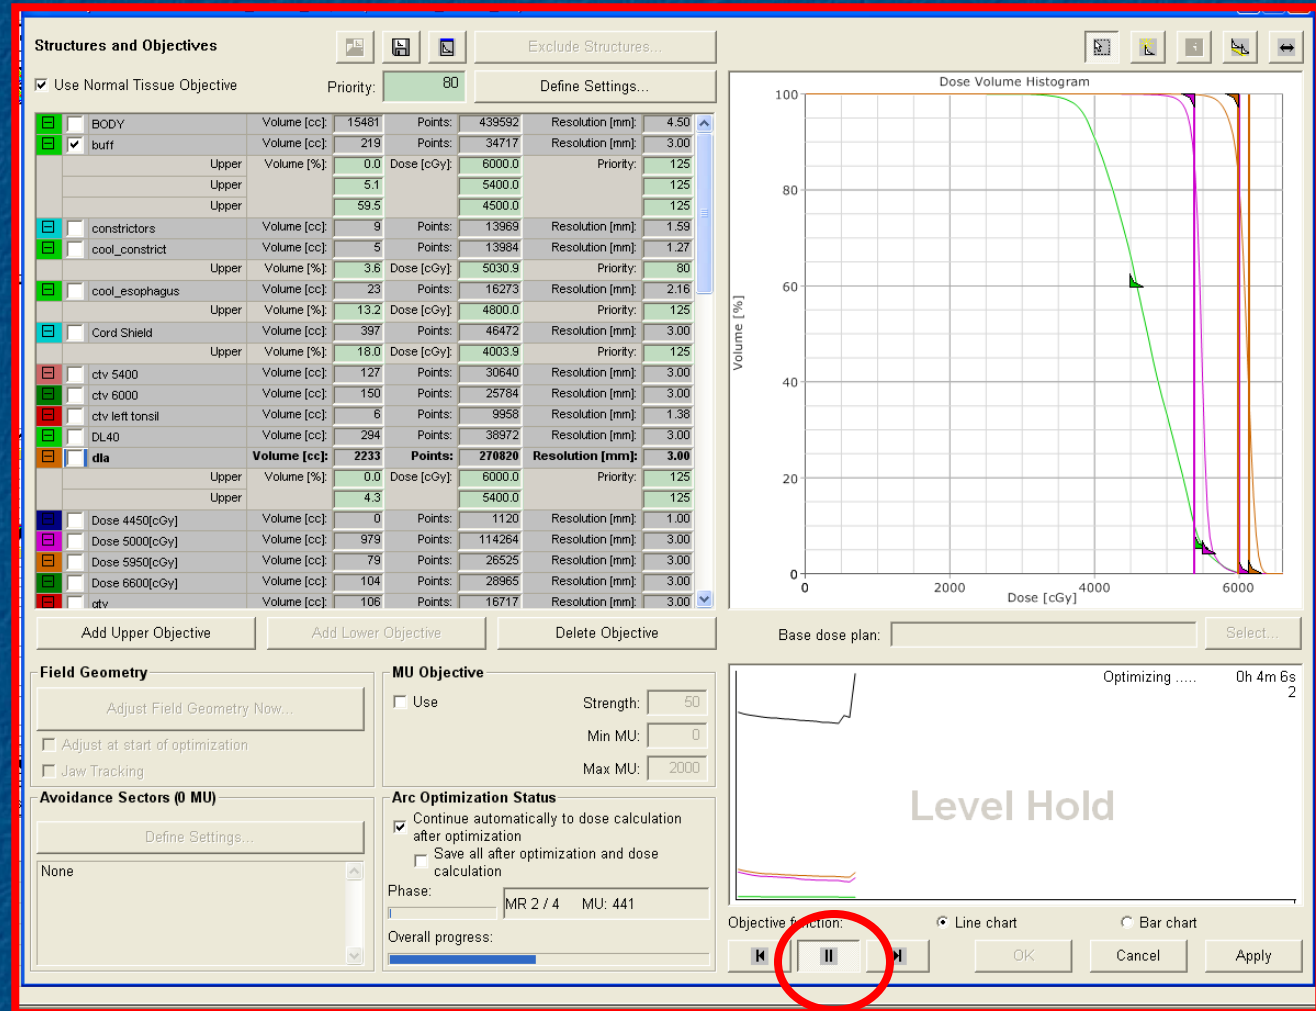 Structures and Objectives
Exclude Structures...
Use Normal Tissue Objective Priority: 80 Define Settings...
BODY Volume [cc]: 15481 Points: 439592 Resolution [mm]: 4.50
buff Volume [cc]: 219 Points: 34717 Resolution [mm]: 3.00
Upper Volume [%]: 0.0 Dose [cGy]: 6000.0 Priority: 125
Upper 5.1 5400.0 125
Upper 59.5 4500.0 125
constrictors Volume [cc]: 9 Points: 13969 Resolution [mm]: 1.59
cool_constrict Volume [cc]: 5 Points: 13984 Resolution [mm]: 1.27
Upper Volume [%]: 3.6 Dose [cGy]: 5030.9 Priority: 80
cool_esophagus Volume [cc]: 23 Points: 16273 Resolution [mm]: 2.16
Upper Volume [%]: 13.2 Dose [cGy]: 4800.0 Priority: 125
Cord Shield Volume [cc]: 397 Points: 46472 Resolution [mm]: 3.00
Upper Volume [%]: 18.0 Dose [cGy]: 4003.9 Priority: 125
ctv 5400 Volume [cc]: 127 Points: 30640 Resolution [mm]: 3.00
ctv 6000 Volume [cc]: 150 Points: 25784 Resolution [mm]: 3.00
ctv left tonsil Volume [cc]: 6 Points: 9958 Resolution [mm]: 1.38
DL40 Volume [cc]: 294 Points: 38972 Resolution [mm]: 3.00
dla Volume [cc]: 2233 Points: 270820 Resolution [mm]: 3.00
Upper Volume [%]: 0.0 Dose [cGy]: 6000.0 Priority: 125
Upper 4.3 5400.0 125
Dose 4450[cGy] Volume [cc]: 0 Points: 1120 Resolution [mm]: 1.00
Dose 5000[cGy] Volume [cc]: 979 Points: 114264 Resolution [mm]: 3.00
Dose 5950[cGy] Volume [cc]: 79 Points: 26525 Resolution [mm]: 3.00
Dose 6600[cGy] Volume [cc]: 104 Points: 28965 Resolution [mm]: 3.00
gtv Volume [cc]: 106 Points: 16717 Resolution [mm]: 3.00
Add Upper Objective Add Lower Objective Delete Objective
Dose Volume Histogram
100
80
60
40
20
0
Volume [%]
0 2000 4000 6000
Dose [cGy]
Base dose plan: Select...
Field Geometry
Adjust Field Geometry Now...
Adjust at start of optimization
Jaw Tracking
MU Objective
Use Strength: 50
Min MU: 0
Max MU: 2000
Avoidance Sectors (0 MU)
Define Settings...
None
Arc Optimization Status
Continue automatically to dose calculation
after optimization
Save all after optimization and dose
calculation
Phase:
MR 2 / 4 MU: 441
Overall progress:
Optimizing ..... 0h 4m 6s
2
Level Hold
Objective function: Line chart Bar chart
OK Cancel Apply